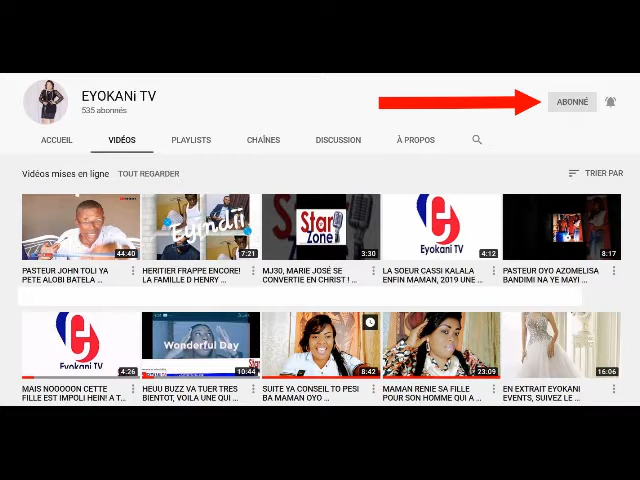 EYOKANi TV
535 abonnés
ABONNÉ
ACCUEIL VIDÉOS PLAYLISTS CHAÎNES DISCUSSION À PROPOS
Vidéos mises en ligne TOUT REGARDER TRIER PAR
Eyindii
Star
Zone
Eyokani TV
44:40 7:21 3:30 4:12 8:17
PASTEUR JOHN TOLI YA
PETE ALOBI BATELA ...
HERITIER FRAPPE ENCORE!
LA FAMILLE D HENRY ...
MJ30, MARIE JOSÉ SE
CONVERTIE EN CHRIST ! ...
LA SOEUR CASSI KALALA
ENFIN MAMAN, 2019 UNE ...
PASTEUR OYO AZOMELISA
BANDIMI NA YE MAYI ...
Eyokani TV
Wonderful Day
4:26 10:44 8:42 23:09 16:06
MAIS NOOOOON CETTE
FILLE EST IMPOLI HEIN! A T...
HEUU BUZZ VA TUER TRES
BIENTOT, VOILA UNE QUI ...
SUITE YA CONSEIL TO PESI
BA MAMAN OYO ...
MAMAN RENIE SA FILLE
POUR SON HOMME QUI A ...
EN EXTRAIT EYOKANI
EVENTS, SUIVEZ LE ...